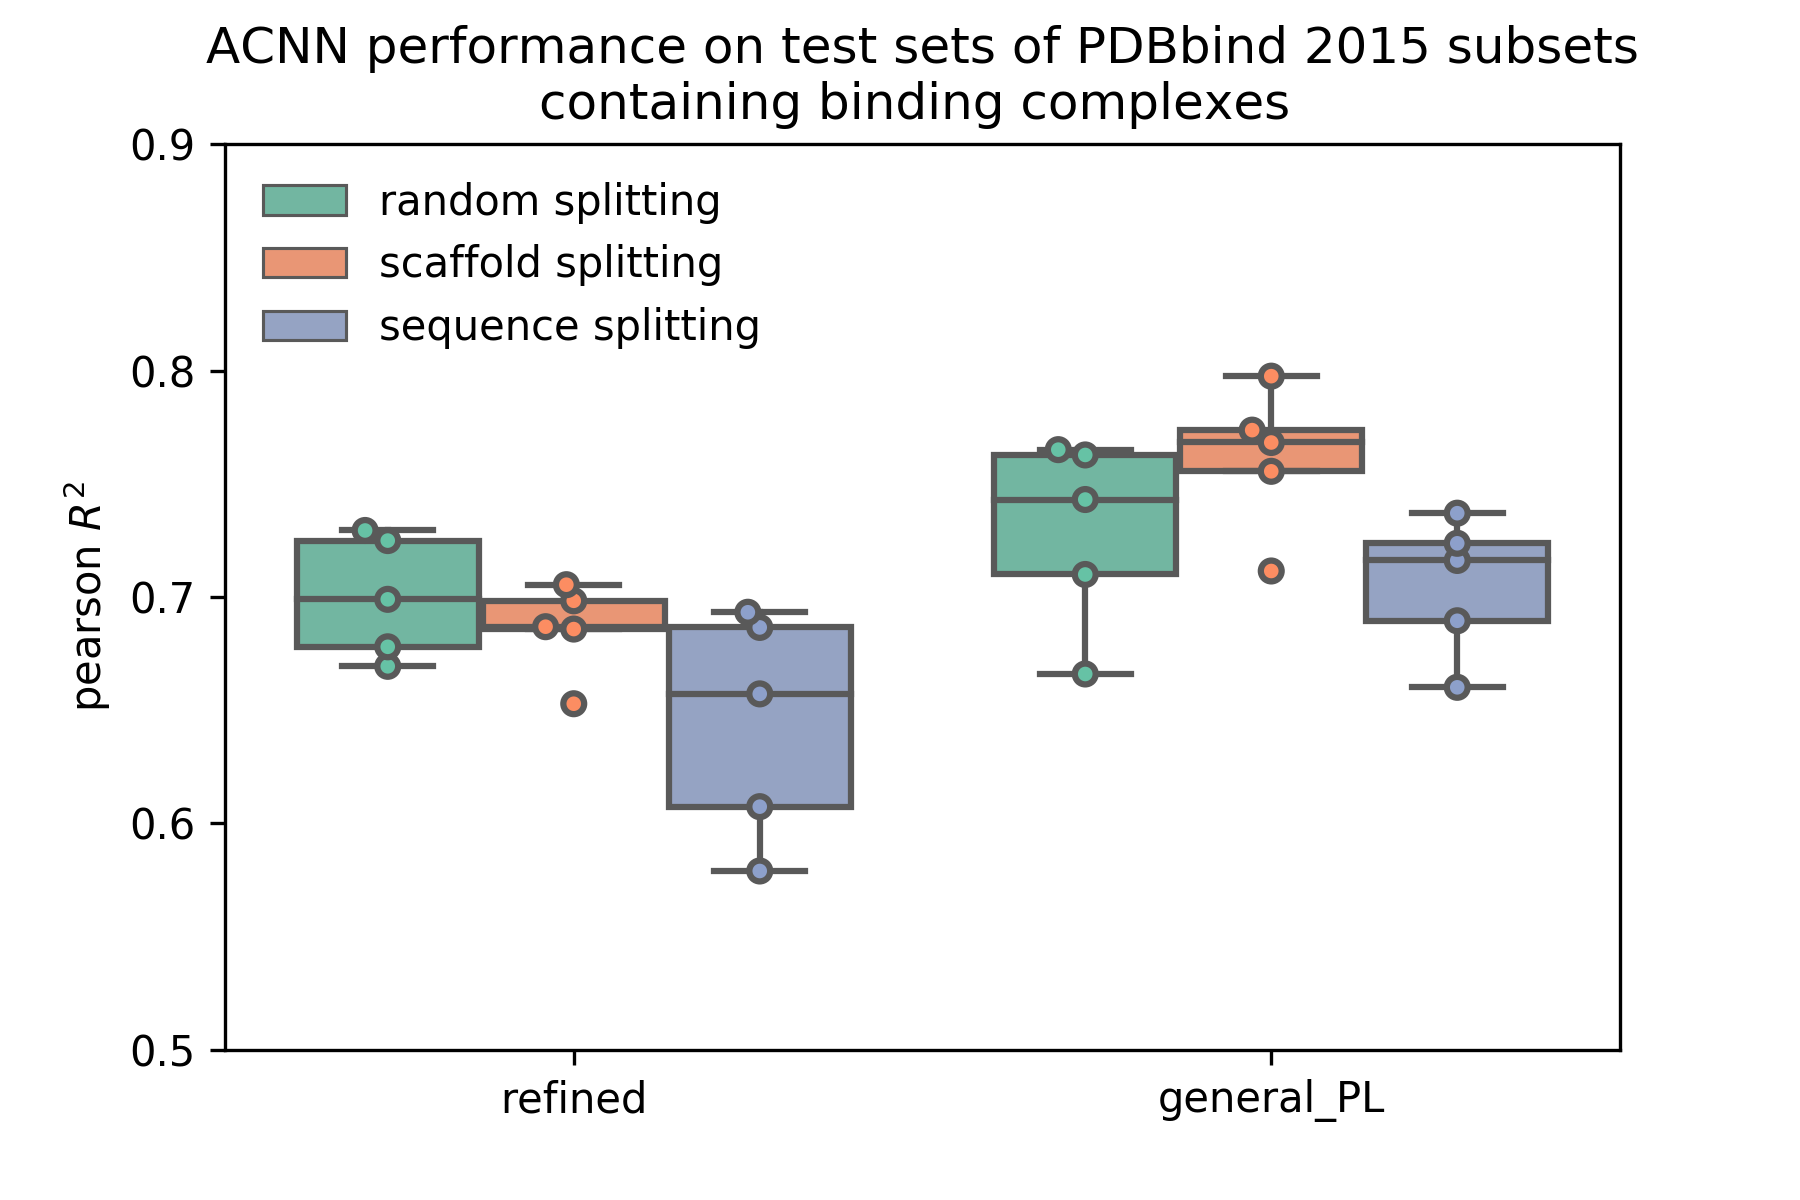 ACNN performance on test sets of PDBbind 2015 subsets
containing binding complexes
0.9
0.8
0.7
0.6
0.5
pearson R²
random splitting
scaffold splitting
sequence splitting
refined
general_PL